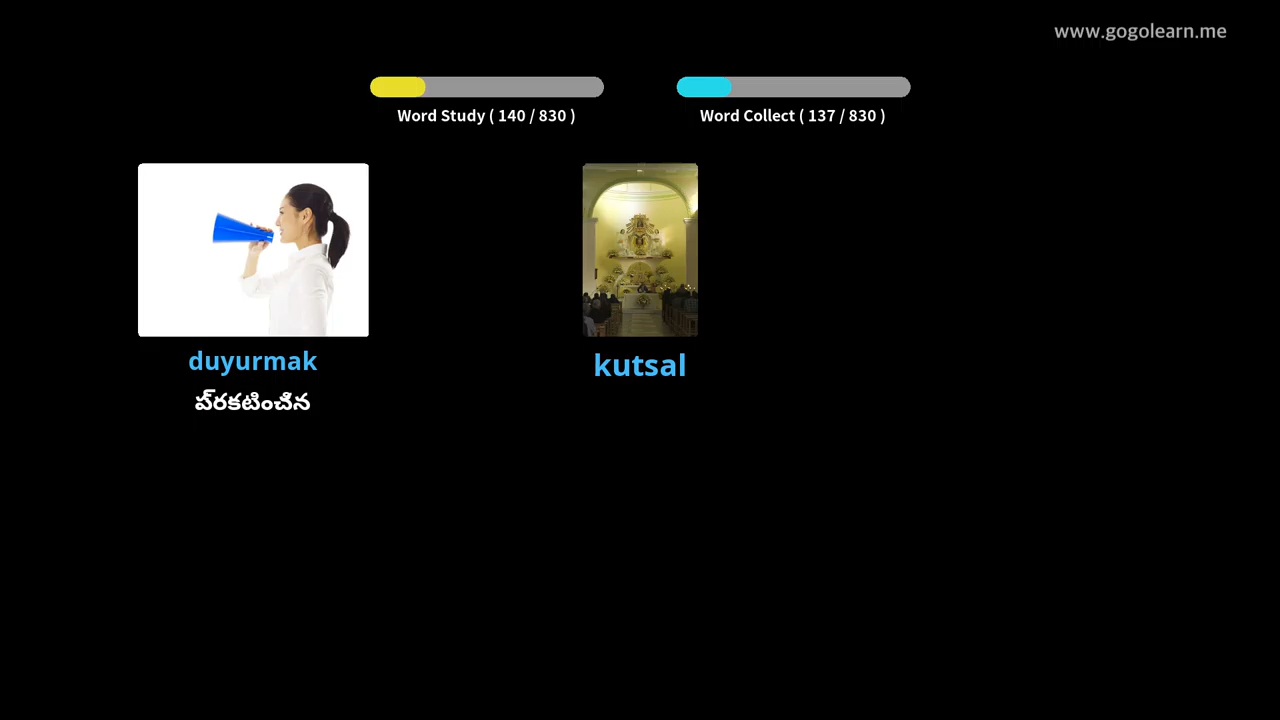 www.gogolearn.me
Word Study ( 140 / 830 )
Word Collect ( 137 / 830 )
duyurmak
kutsal
ప్రకటించిన